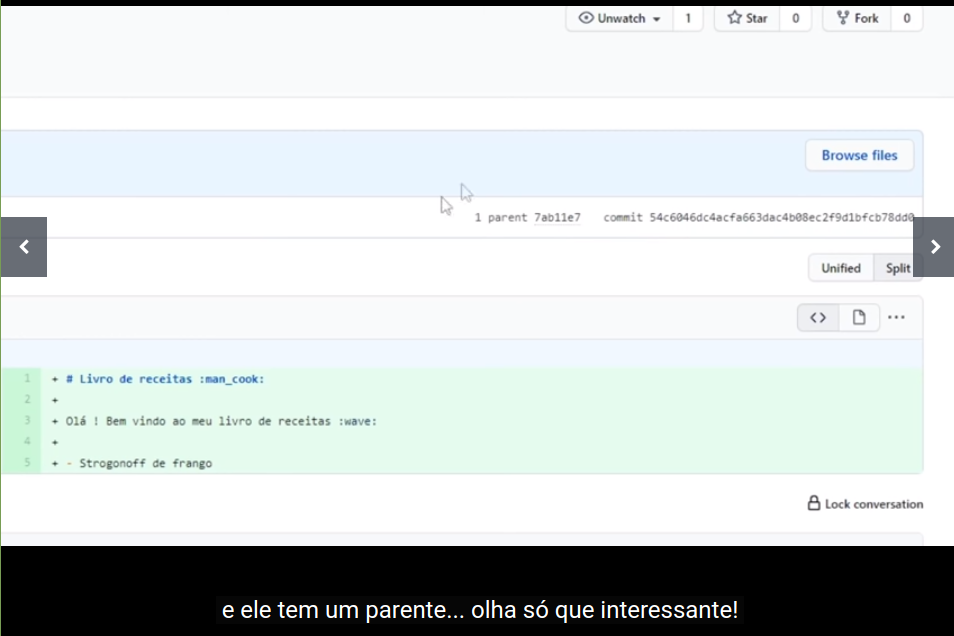 Unwatch 1 Star 0 Fork 0
Browse files
1 parent 7ab11e7 commit 54c6046dc4acfa663dac4b08ec2f9d1bfcb78dd0
Unified Split
<> ...
1 + # Livro de receitas :man_cook:
2 +
3 + Olá ! Bem vindo ao meu livro de receitas :wave:
4 +
5 + - Strogonoff de frango
Lock conversation
e ele tem um parente... olha só que interessante!